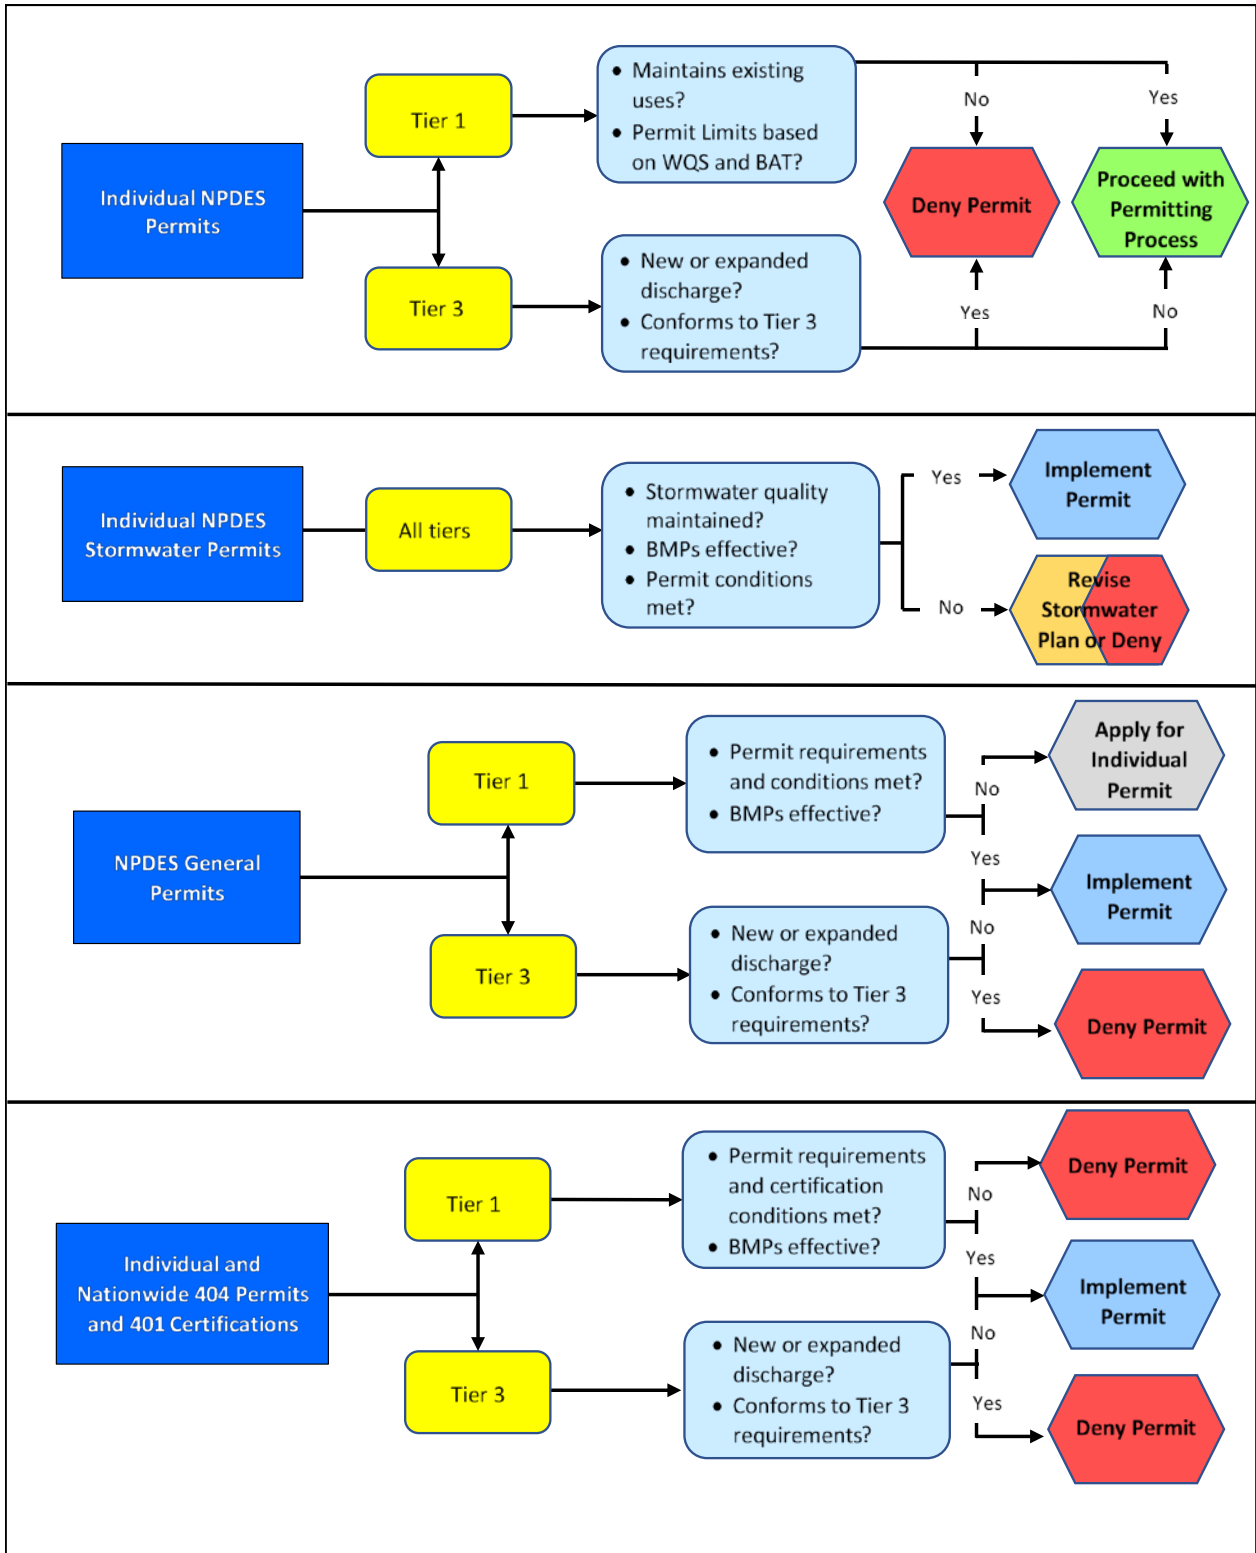 Individual NPDES
Permits
Tier 1
• Maintains existing
uses?
• Permit Limits based
on WQS and BAT?
No
Yes
Deny Permit
Proceed with
Permitting
Process
Tier 3
• New or expanded
discharge?
• Conforms to Tier 3
requirements?
Yes
No
Individual NPDES
Stormwater Permits
All tiers
• Stormwater quality
maintained?
• BMPs effective?
• Permit conditions
met?
Yes
Implement
Permit
No
Revise
Stormwater
Plan or Deny
NPDES General
Permits
Tier 1
• Permit requirements
and conditions met?
• BMPs effective?
No
Apply for
Individual
Permit
Yes
Implement
Permit
Tier 3
• New or expanded
discharge?
• Conforms to Tier 3
requirements?
No
Yes
Deny Permit
Individual and
Nationwide 404 Permits
and 401 Certifications
Tier 1
• Permit requirements
and certification
conditions met?
• BMPs effective?
No
Deny Permit
Yes
Implement
Permit
Tier 3
• New or expanded
discharge?
• Conforms to Tier 3
requirements?
No
Yes
Deny Permit